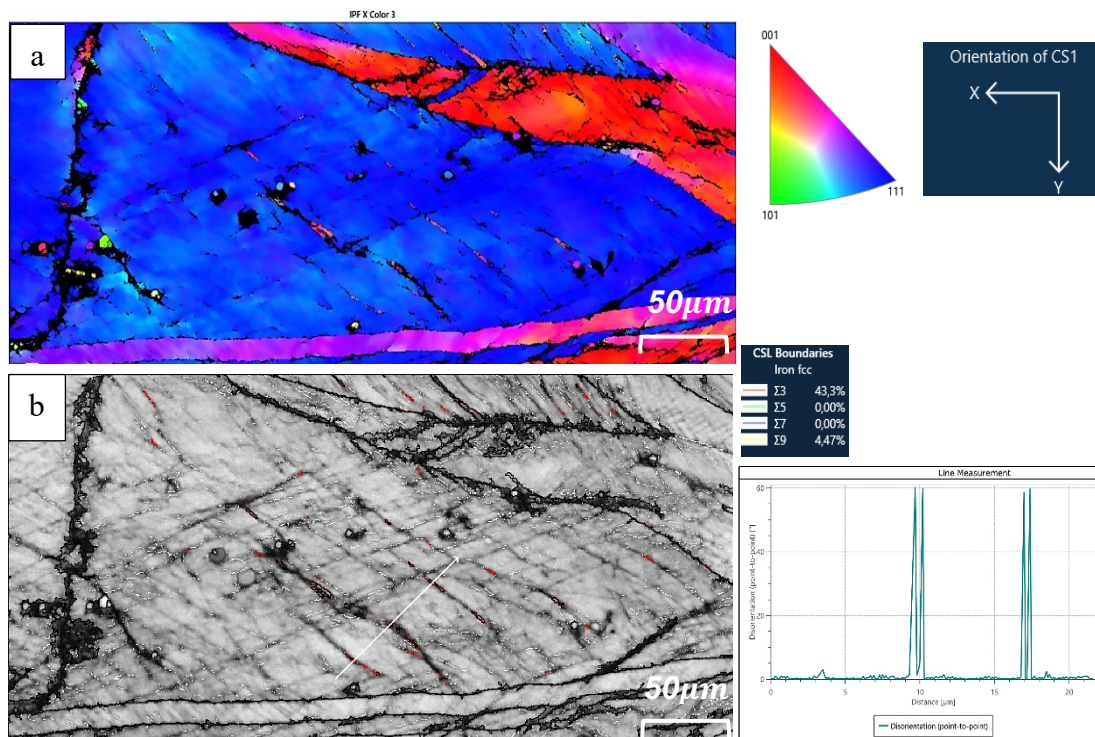 IPF X Color 3
a
50μm
001
101
111
Orientation of CS1
X
Y
b
50μm
CSL Boundaries
Iron fcc
Σ3 43,3%
Σ5 0,00%
Σ7 0,00%
Σ9 4,47%
Line Measurement
Disorientation (point-to-point) [°]
60
40
20
0
0 5 10 15 20
Distance [μm]
Disorientation (point-to-point)